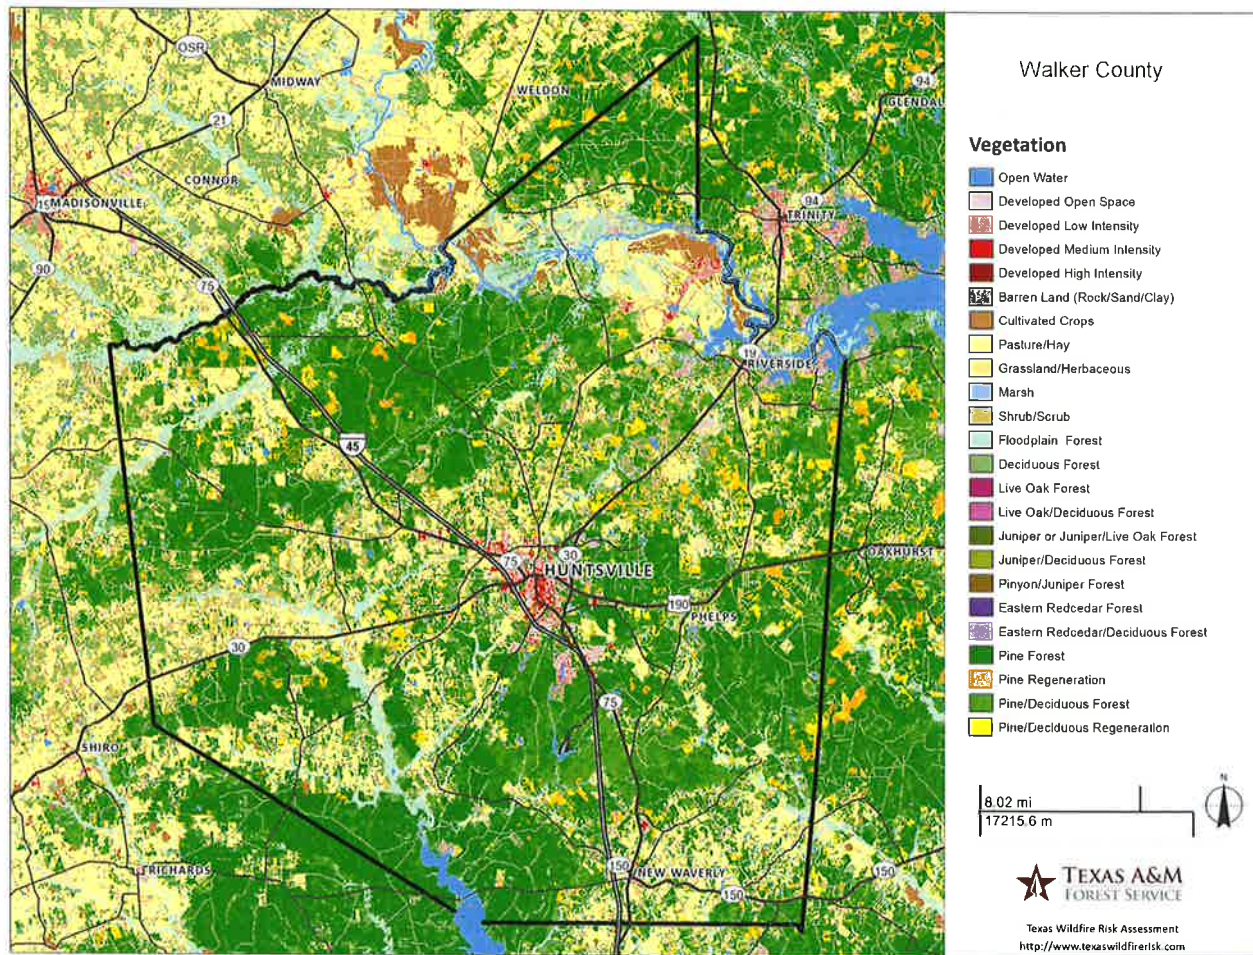 Walker County
Vegetation
Open Water
Developed Open Space
Developed Low Intensity
Developed Medium Intensity
Developed High Intensity
Barren Land (Rock/Sand/Clay)
Cultivated Crops
Pasture/Hay
Grassland/Herbaceous
Marsh
Shrub/Scrub
Floodplain Forest
Deciduous Forest
Live Oak Forest
Live Oak/Deciduous Forest
Juniper or Juniper/Live Oak Forest
Juniper/Deciduous Forest
Pinyon/Juniper Forest
Eastern Redcedar Forest
Eastern Redcedar/Deciduous Forest
Pine Forest
Pine Regeneration
Pine/Deciduous Forest
Pine/Deciduous Regeneration
N
8.02 mi
17215.6 m
TEXAS A&M
FOREST SERVICE
Texas Wildfire Risk Assessment
http://www.texaswildfirerisk.com
OSR
MIDWAY
WELDON
94
GLENDAL
21
CONNOR
MADISONVILLE
94
TRINITY
90
75
19
RIVERSIDE
45
75
30
HUNTSVILLE
OAKHURST
190
PHELPS
30
75
SHIRO
RICHARDS
150
NEW WAVERLY
150
150